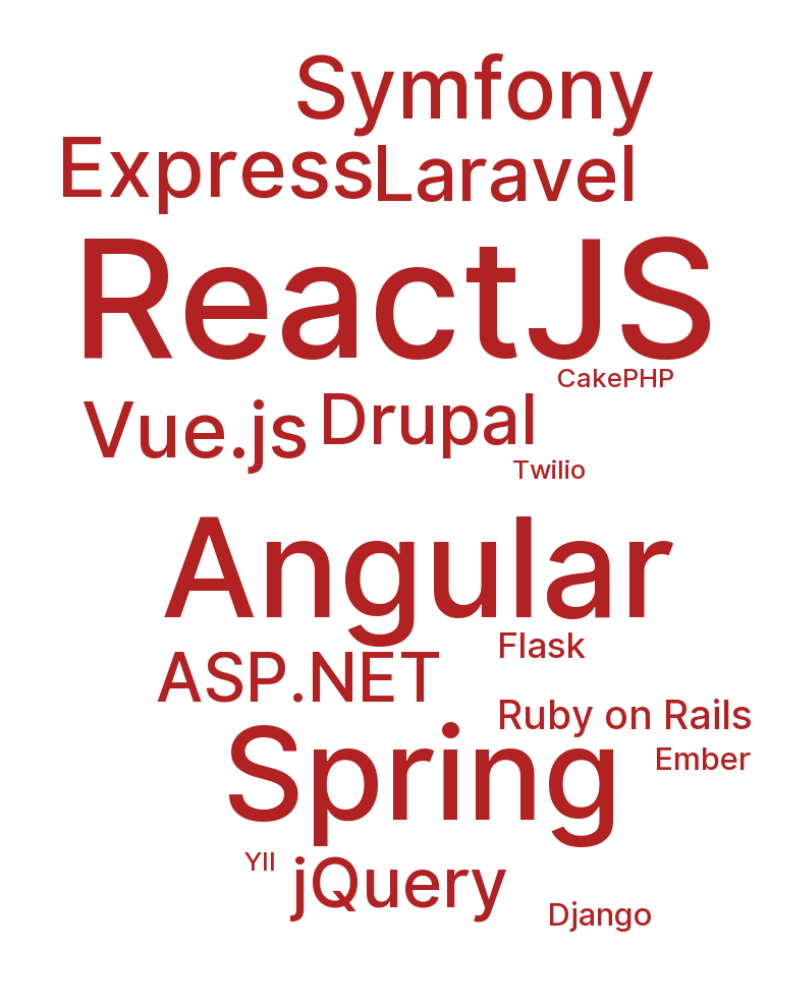 Symfony
Express
Laravel
ReactJS
CakePHP
Vue.js
Drupal
Twilio
Angular
Flask
ASP.NET
Ruby on Rails
Spring
Ember
YII
jQuery
Django